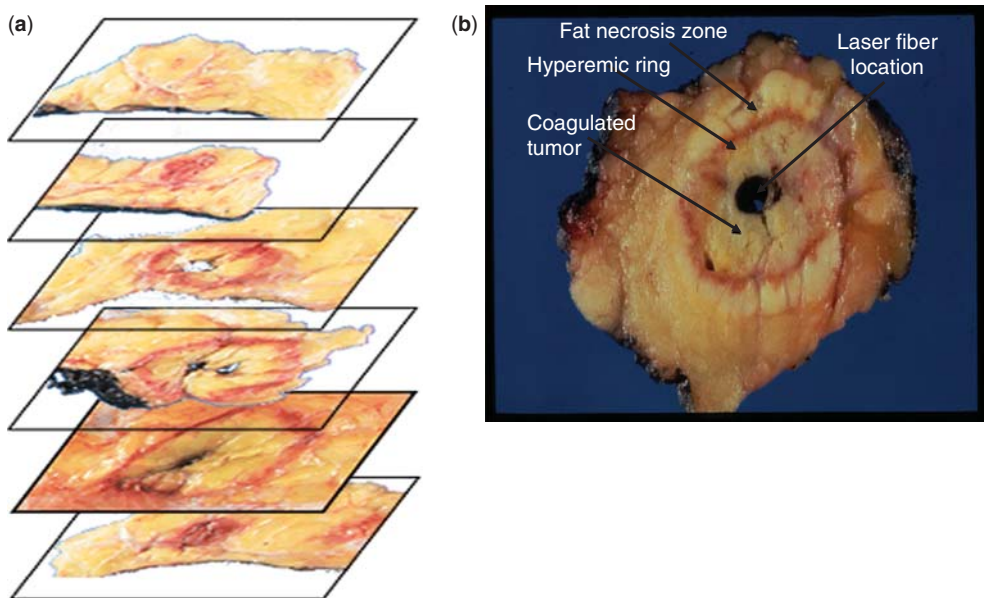 (a)
(b)
Fat necrosis zone
Hyperemic ring
Coagulated
tumor
Laser fiber
location